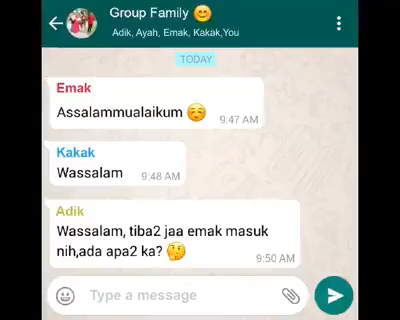 Group Family 😊
Adik, Ayah, Emak, Kakak,You
TODAY
Emak
Assalammualaikum ☺️
9:47 AM
Kakak
Wassalam
9:48 AM
Adik
Wassalam, tiba2 jaa emak masuk
nih,ada apa2 ka? 🤔
9:50 AM
Type a message